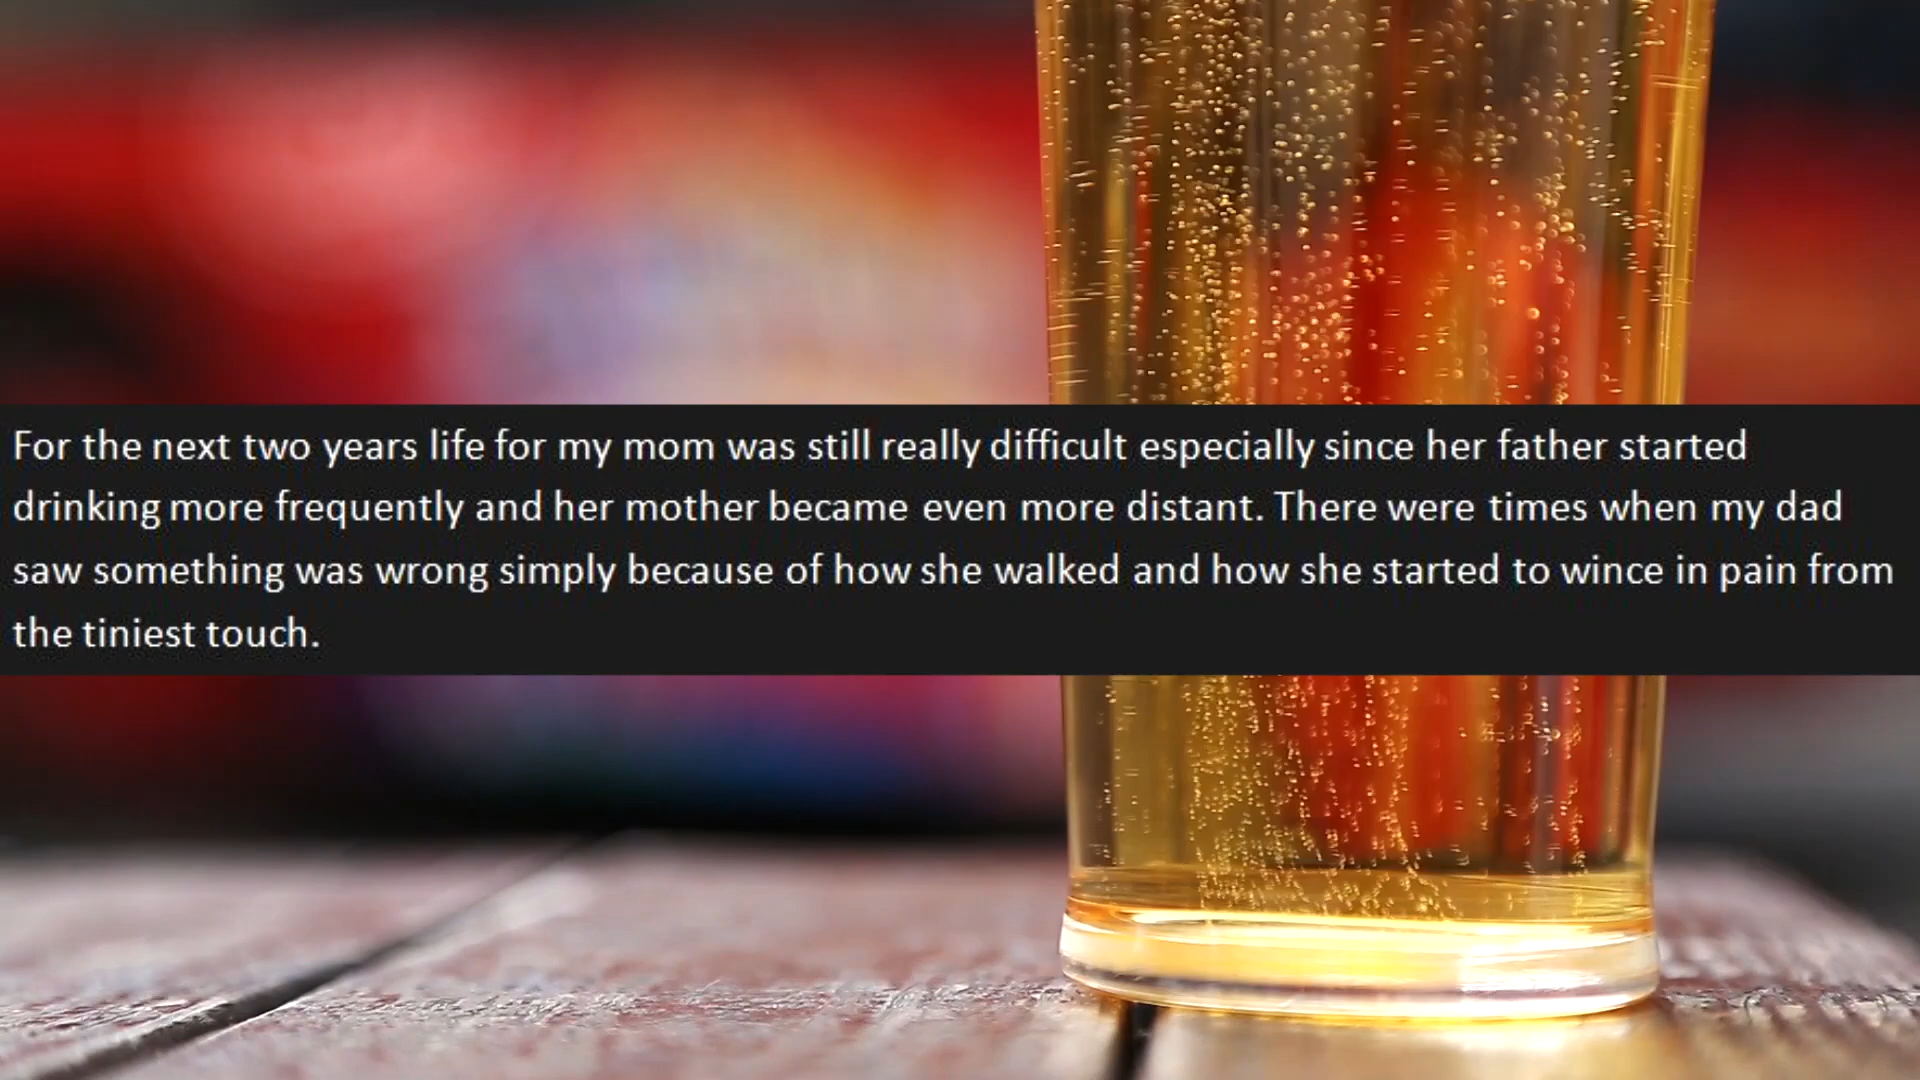 For the next two years life for my mom was still really difficult especially since her father started
drinking more frequently and her mother became even more distant. There were times when my dad
saw something was wrong simply because of how she walked and how she started to wince in pain from
the tiniest touch.